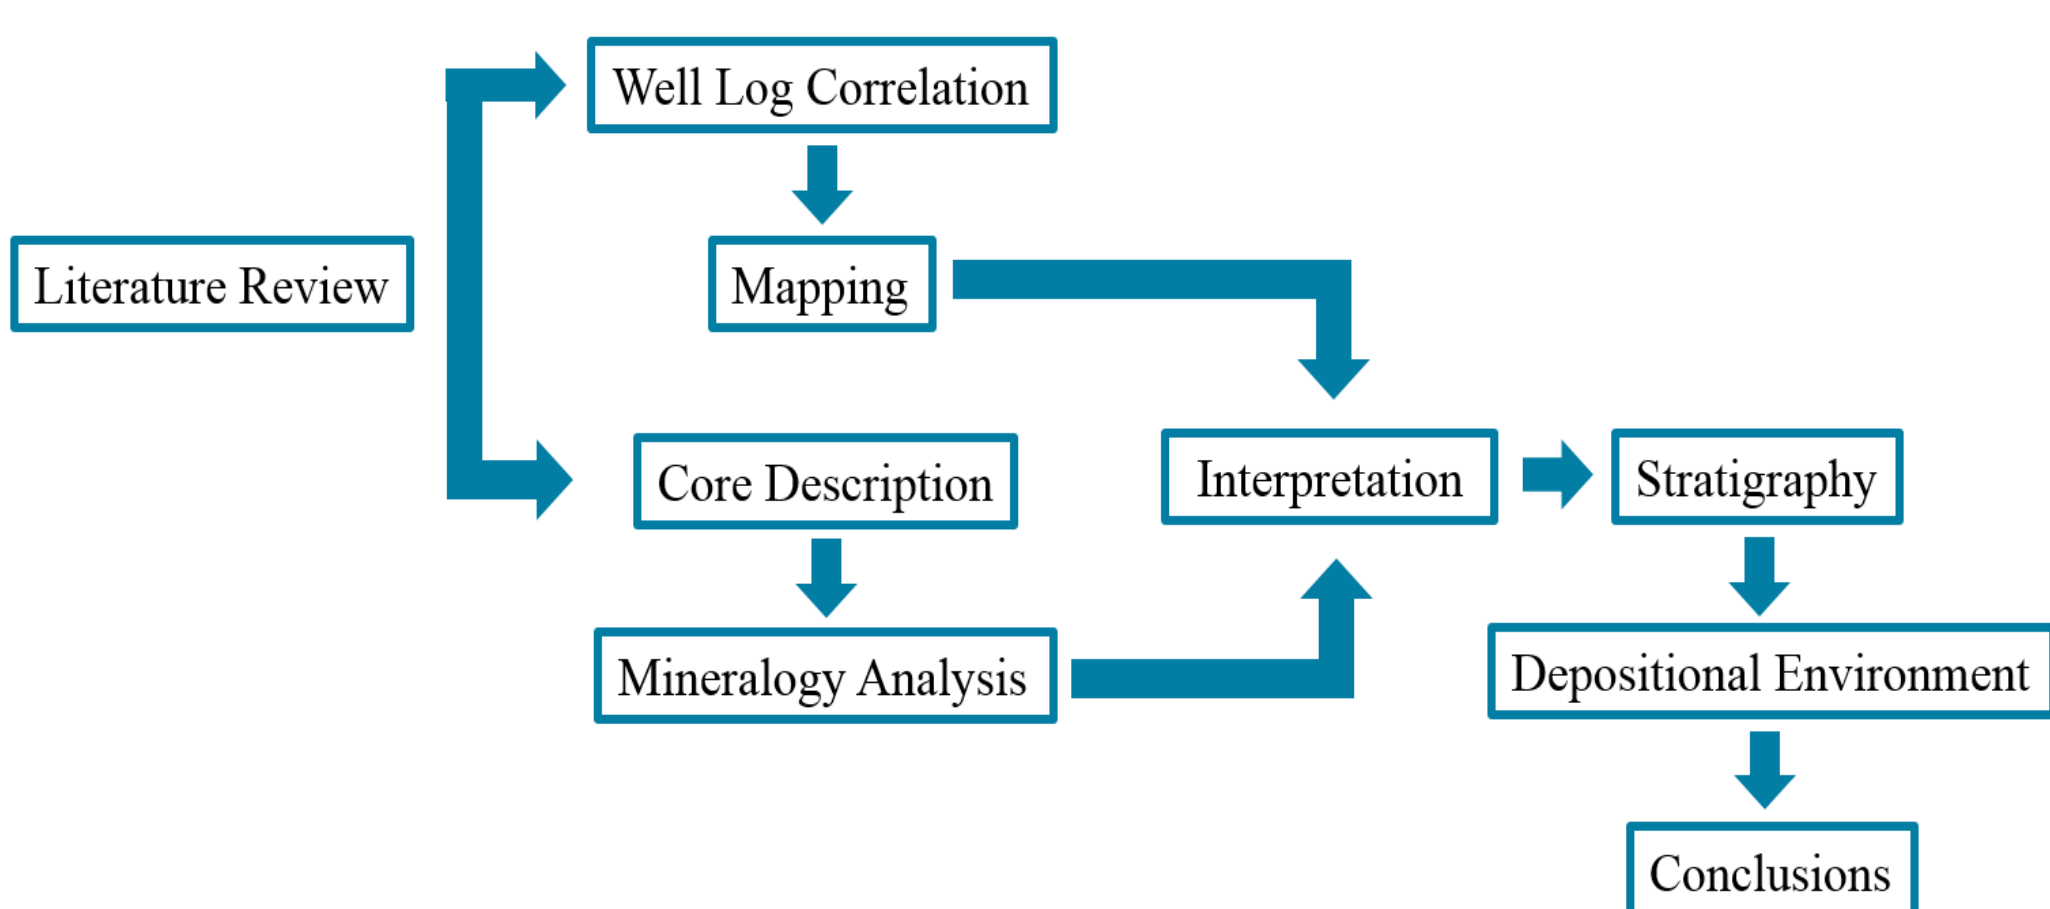 Well Log Correlation
Literature Review
Mapping
Core Description
Interpretation
Stratigraphy
Mineralogy Analysis
Depositional Environment
Conclusions